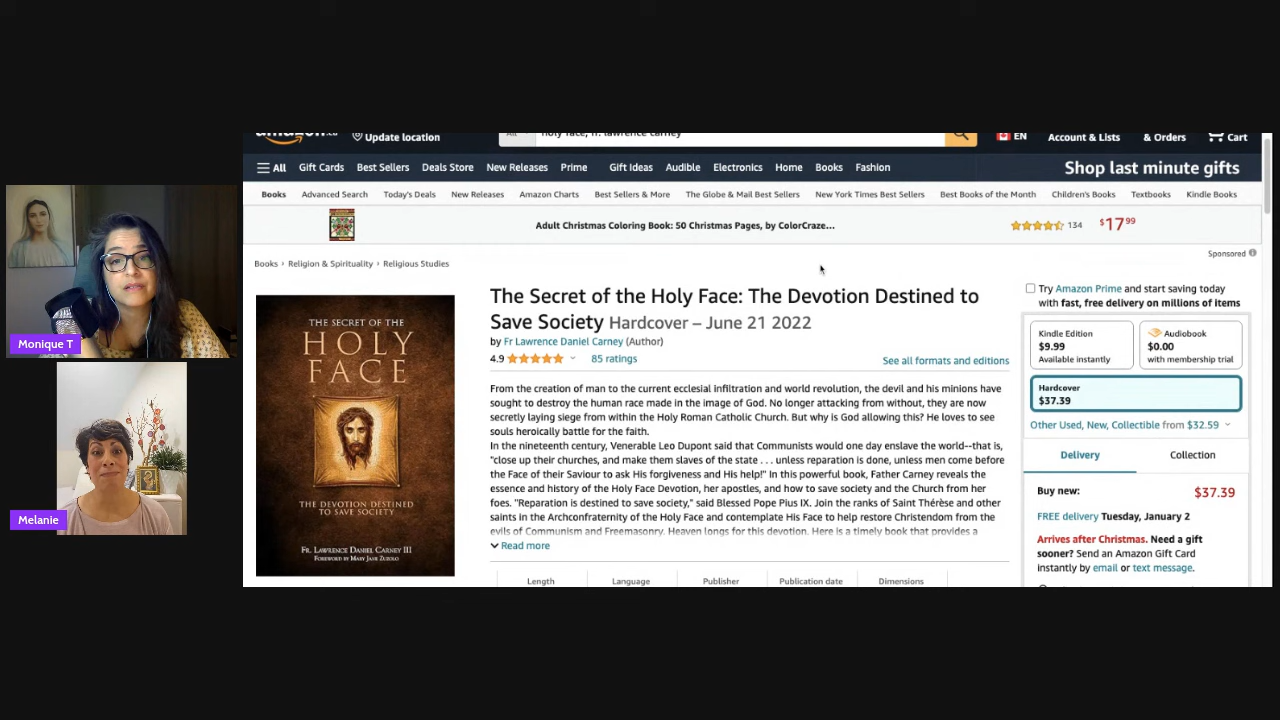 Update location
holy face, fr. lawrence carney
EN
Account & Lists
& Orders
Cart
All
Gift Cards
Best Sellers
Deals Store
New Releases
Prime
Gift Ideas
Audible
Electronics
Home
Books
Fashion
Shop last minute gifts
Books
Advanced Search
Today's Deals
New Releases
Amazon Charts
Best Sellers & More
The Globe & Mail Best Sellers
New York Times Best Sellers
Best Books of the Month
Children's Books
Textbooks
Kindle Books
Adult Christmas Coloring Book: 50 Christmas Pages, by ColorCraze...
134
$17 99
Sponsored
Books › Religion & Spirituality › Religious Studies
THE SECRET OF THE
HOLY
FACE
THE DEVOTION DESTINED
TO SAVE SOCIETY
FR. LAWRENCE DANIEL CARNEY III
FOREWORD BY MARY JANE ZUZOLO
The Secret of the Holy Face: The Devotion Destined to
Save Society Hardcover – June 21 2022
by Fr Lawrence Daniel Carney (Author)
4.9
85 ratings
See all formats and editions
From the creation of man to the current ecclesial infiltration and world revolution, the devil and his minions have
sought to destroy the human race made in the image of God. No longer attacking from without, they are now
secretly laying siege from within the Holy Roman Catholic Church. But why is God allowing this? He loves to see
souls heroically battle for the faith.
In the nineteenth century, Venerable Leo Dupont said that Communists would one day enslave the world--that is,
"close up their churches, and make them slaves of the state . . . unless reparation is done, unless men come before
the Face of their Saviour to ask His forgiveness and His help!" In this powerful book, Father Carney reveals the
essence and history of the Holy Face Devotion, her apostles, and how to save society and the Church from her
foes. "Reparation is destined to save society," said Blessed Pope Pius IX. Join the ranks of Saint Thérèse and other
saints in the Archconfraternity of the Holy Face and contemplate His Face to help restore Christendom from the
evils of Communism and Freemasonry. Heaven longs for this devotion. Here is a timely book that provides a
Read more
Length
Language
Publisher
Publication date
Dimensions
Try Amazon Prime and start saving today
with fast, free delivery on millions of items
Kindle Edition
$9.99
Available instantly
Audiobook
$0.00
with membership trial
Hardcover
$37.39
Other Used, New, Collectible from $32.59
Delivery
Collection
Buy new:
$37.39
FREE delivery Tuesday, January 2
Arrives after Christmas. Need a gift
sooner? Send an Amazon Gift Card
instantly by email or text message.
Monique T
Melanie